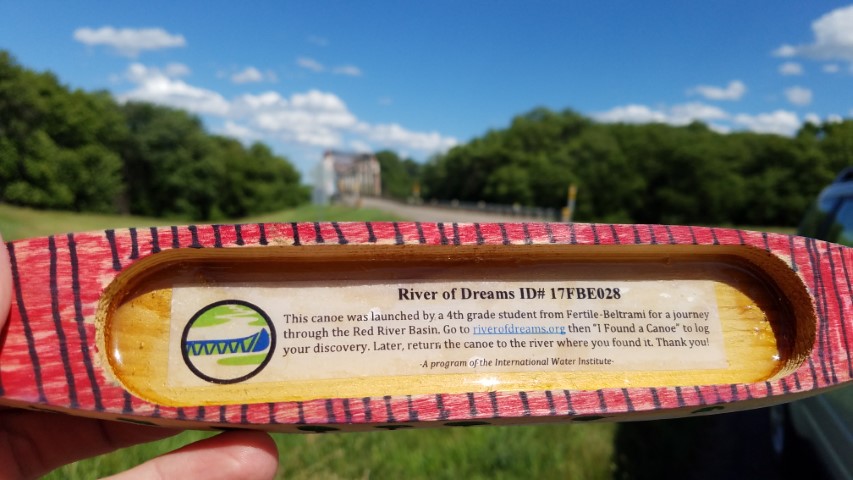 River of Dreams ID# 17FBE028
This canoe was launched by a 4th grade student from Fertile-Beltrami for a journey
through the Red River Basin. Go to riverofdreams.org then "I Found a Canoe" to log
your discovery. Later, return the canoe to the river where you found it. Thank you!
-A program of the International Water Institute-